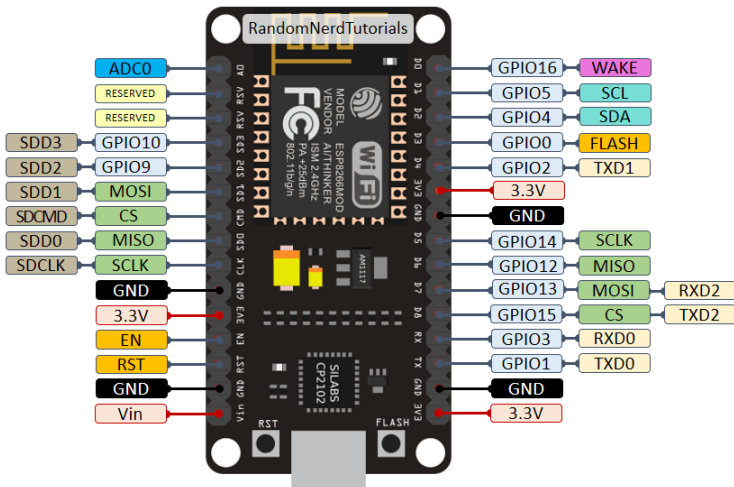 RandomNerdTutorials
ADC0
RESERVED
RESERVED
SDD3 GPIO10
SDD2 GPIO9
SDD1 MOSI
SDCMD CS
SDD0 MISO
SDCLK SCLK
GND
3.3V
EN
RST
GND
Vin
A0
RSV
RSV
SD3
SD2
SD1
CMD
SD0
CLK
GND
3V3
EN
RST
GND
Vin
MODEL ESP8266MOD
VENDOR AI/THINKER
ISM 2.4GHz
PA +25dBm
802.11b/g/n
FC
Wi Fi
AM1117
SILABS
CP2102
RST
FLASH
D0
D1
D2
D3
D4
3V3
GND
D5
D6
D7
D8
RX
TX
GND
3V3
GPIO16 WAKE
GPIO5 SCL
GPIO4 SDA
GPIO0 FLASH
GPIO2 TXD1
3.3V
GND
GPIO14 SCLK
GPIO12 MISO
GPIO13 MOSI RXD2
GPIO15 CS TXD2
GPIO3 RXD0
GPIO1 TXD0
GND
3.3V